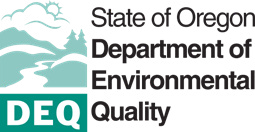 State of Oregon
Department of
Environmental
DEQ Quality